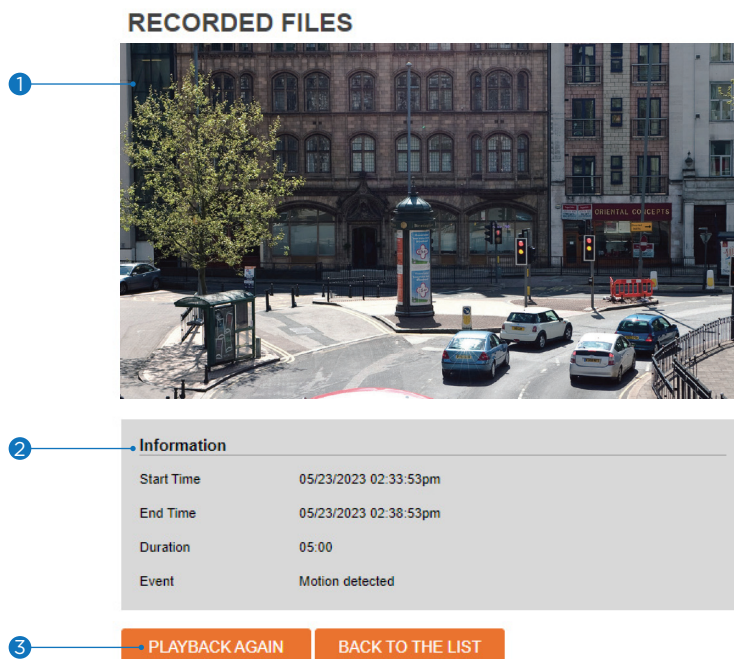 RECORDED FILES
1
ORIENTAL CONCEPTS
2
Information
Start Time 05/23/2023 02:33:53pm
End Time 05/23/2023 02:38:53pm
Duration 05:00
Event Motion detected
3
PLAYBACK AGAIN BACK TO THE LIST